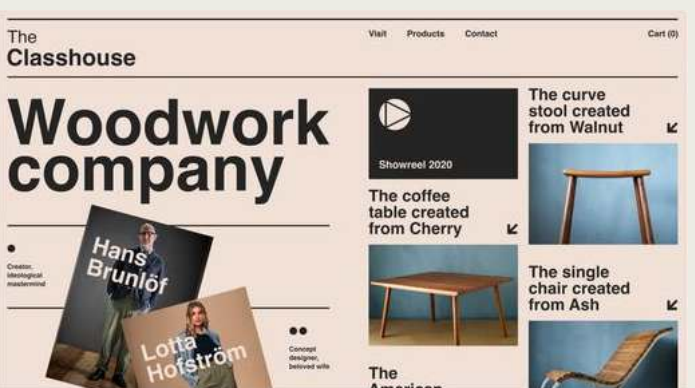 The
Classhouse
Visit
Products
Contact
Cart (0)
Woodwork
company
Hans
Brunlöf
Creator,
ideological
mastermind
Lotta
Hofström
Concept
designer,
beloved wife
Showreel 2020
The coffee
table created
from Cherry
The
American
The curve
stool created
from Walnut
The single
chair created
from Ash